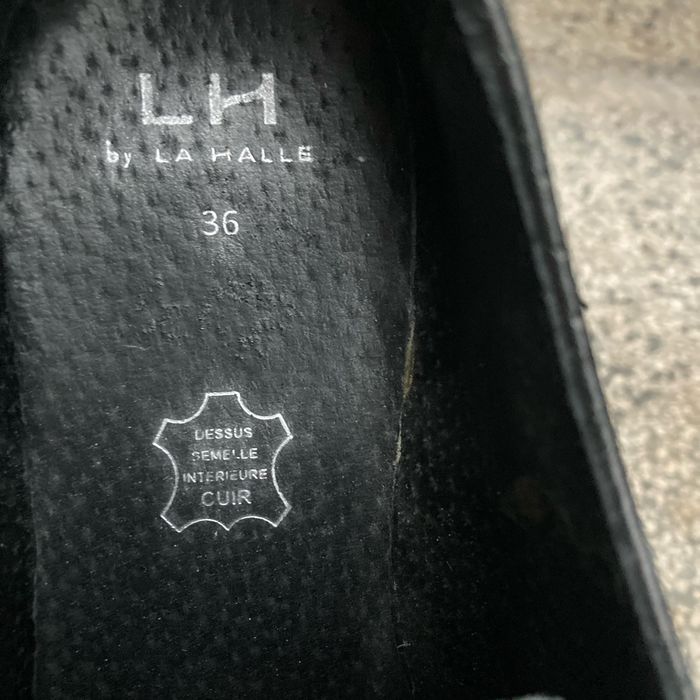 LH
by LA HALLE
36
DESSUS
SEMELLE
INTERIEURE
CUIR